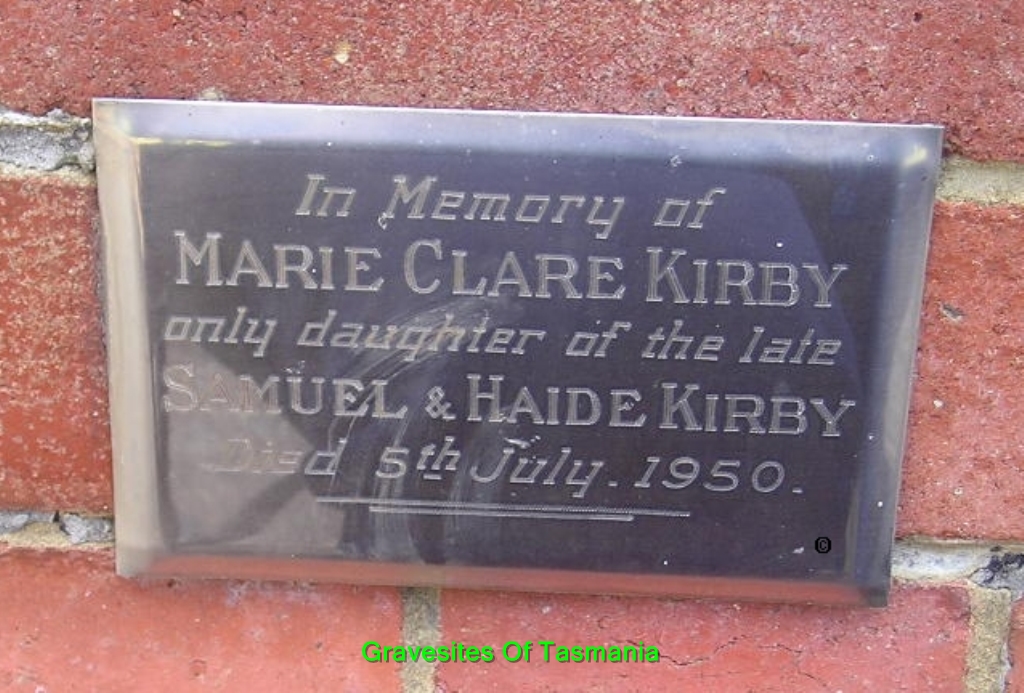 In Memory of
MARIE CLARE KIRBY
only daughter of the late
SAMUEL & HAIDE KIRBY
Died 5th July. 1950.
©
Gravesites Of Tasmania